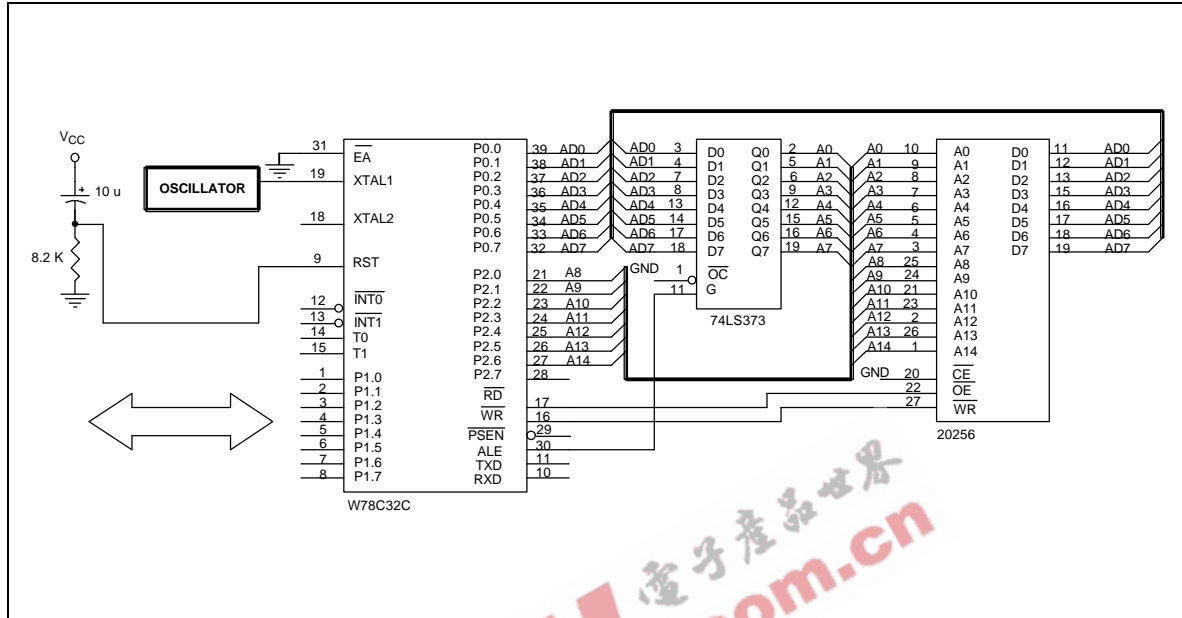 VCC
10 u
8.2 K
OSCILLATOR
31 EA
19 XTAL1
18 XTAL2
9 RST
12 INT0
13 INT1
14 T0
15 T1
1 P1.0
2 P1.1
3 P1.2
4 P1.3
5 P1.4
6 P1.5
7 P1.6
8 P1.7
P0.0 39 AD0
P0.1 38 AD1
P0.2 37 AD2
P0.3 36 AD3
P0.4 35 AD4
P0.5 34 AD5
P0.6 33 AD6
P0.7 32 AD7
P2.0 21 A8
P2.1 22 A9
P2.2 23 A10
P2.3 24 A11
P2.4 25 A12
P2.5 26 A13
P2.6 27 A14
P2.7 28
RD 17
WR 16
PSEN 29
ALE 30
TXD 11
RXD 10
W78C32C
AD0 3 D0 Q0 2 A0
AD1 4 D1 Q1 5 A1
AD2 7 D2 Q2 6 A2
AD3 8 D3 Q3 9 A3
AD4 13 D4 Q4 12 A4
AD5 14 D5 Q5 15 A5
AD6 17 D6 Q6 16 A6
AD7 18 D7 Q7 19 A7
GND 1 OC
11 G
74LS373
A0 10 A0 D0 11 AD0
A1 9 A1 D1 12 AD1
A2 8 A2 D2 13 AD2
A3 7 A3 D3 15 AD3
A4 6 A4 D4 16 AD4
A5 5 A5 D5 17 AD5
A6 4 A6 D6 18 AD6
A7 3 A7 D7 19 AD7
A8 25 A8
A9 24 A9
A10 21 A10
A11 23 A11
A12 2 A12
A13 26 A13
A14 1 A14
GND 20 CE
22 OE
27 WR
20256
電子產品世界
om.cn